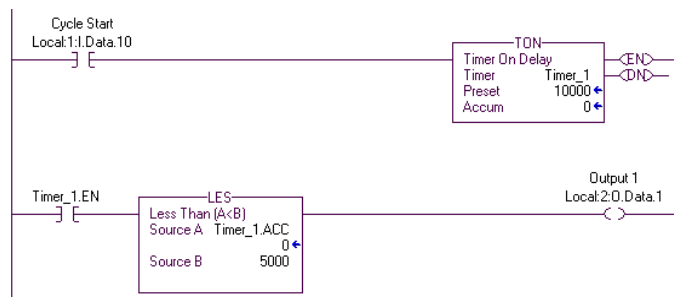 Cycle Start
Local:1:I.Data.10
TON
Timer On Delay
Timer Timer_1
Preset 10000
Accum 0
EN
DN
Timer_1.EN
LES
Less Than (A<B)
Source A Timer_1.ACC
0
Source B 5000
Output 1
Local:2:O.Data.1